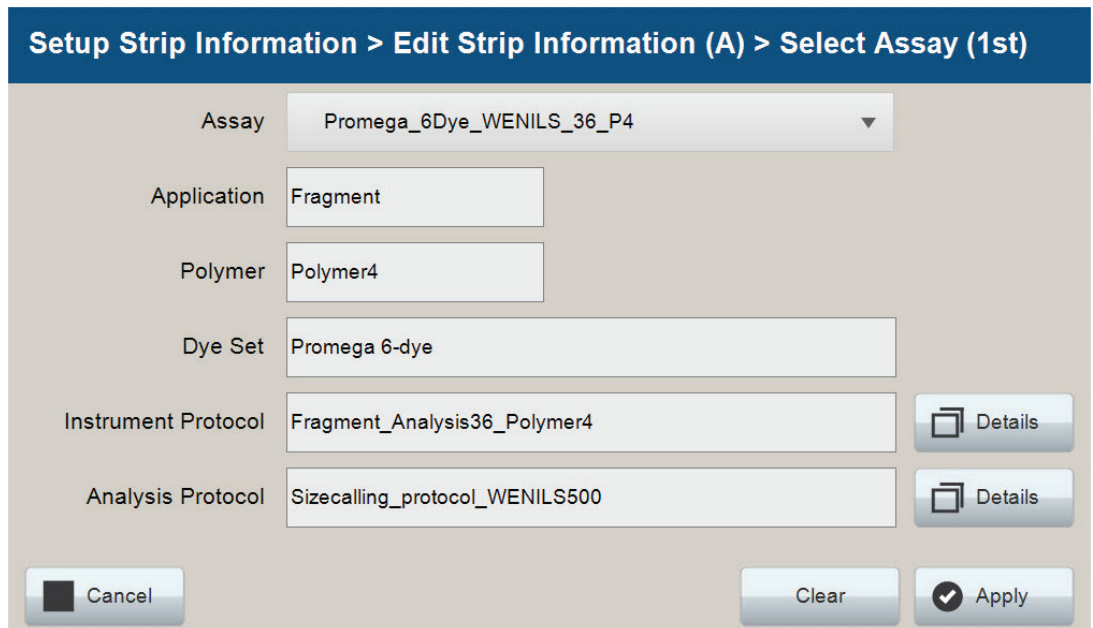 Setup Strip Information > Edit Strip Information (A) > Select Assay (1st)
Assay Promega_6Dye_WENILS_36_P4
Application Fragment
Polymer Polymer4
Dye Set Promega 6-dye
Instrument Protocol Fragment_Analysis36_Polymer4 Details
Analysis Protocol Sizecalling_protocol_WENILS500 Details
Cancel Clear Apply